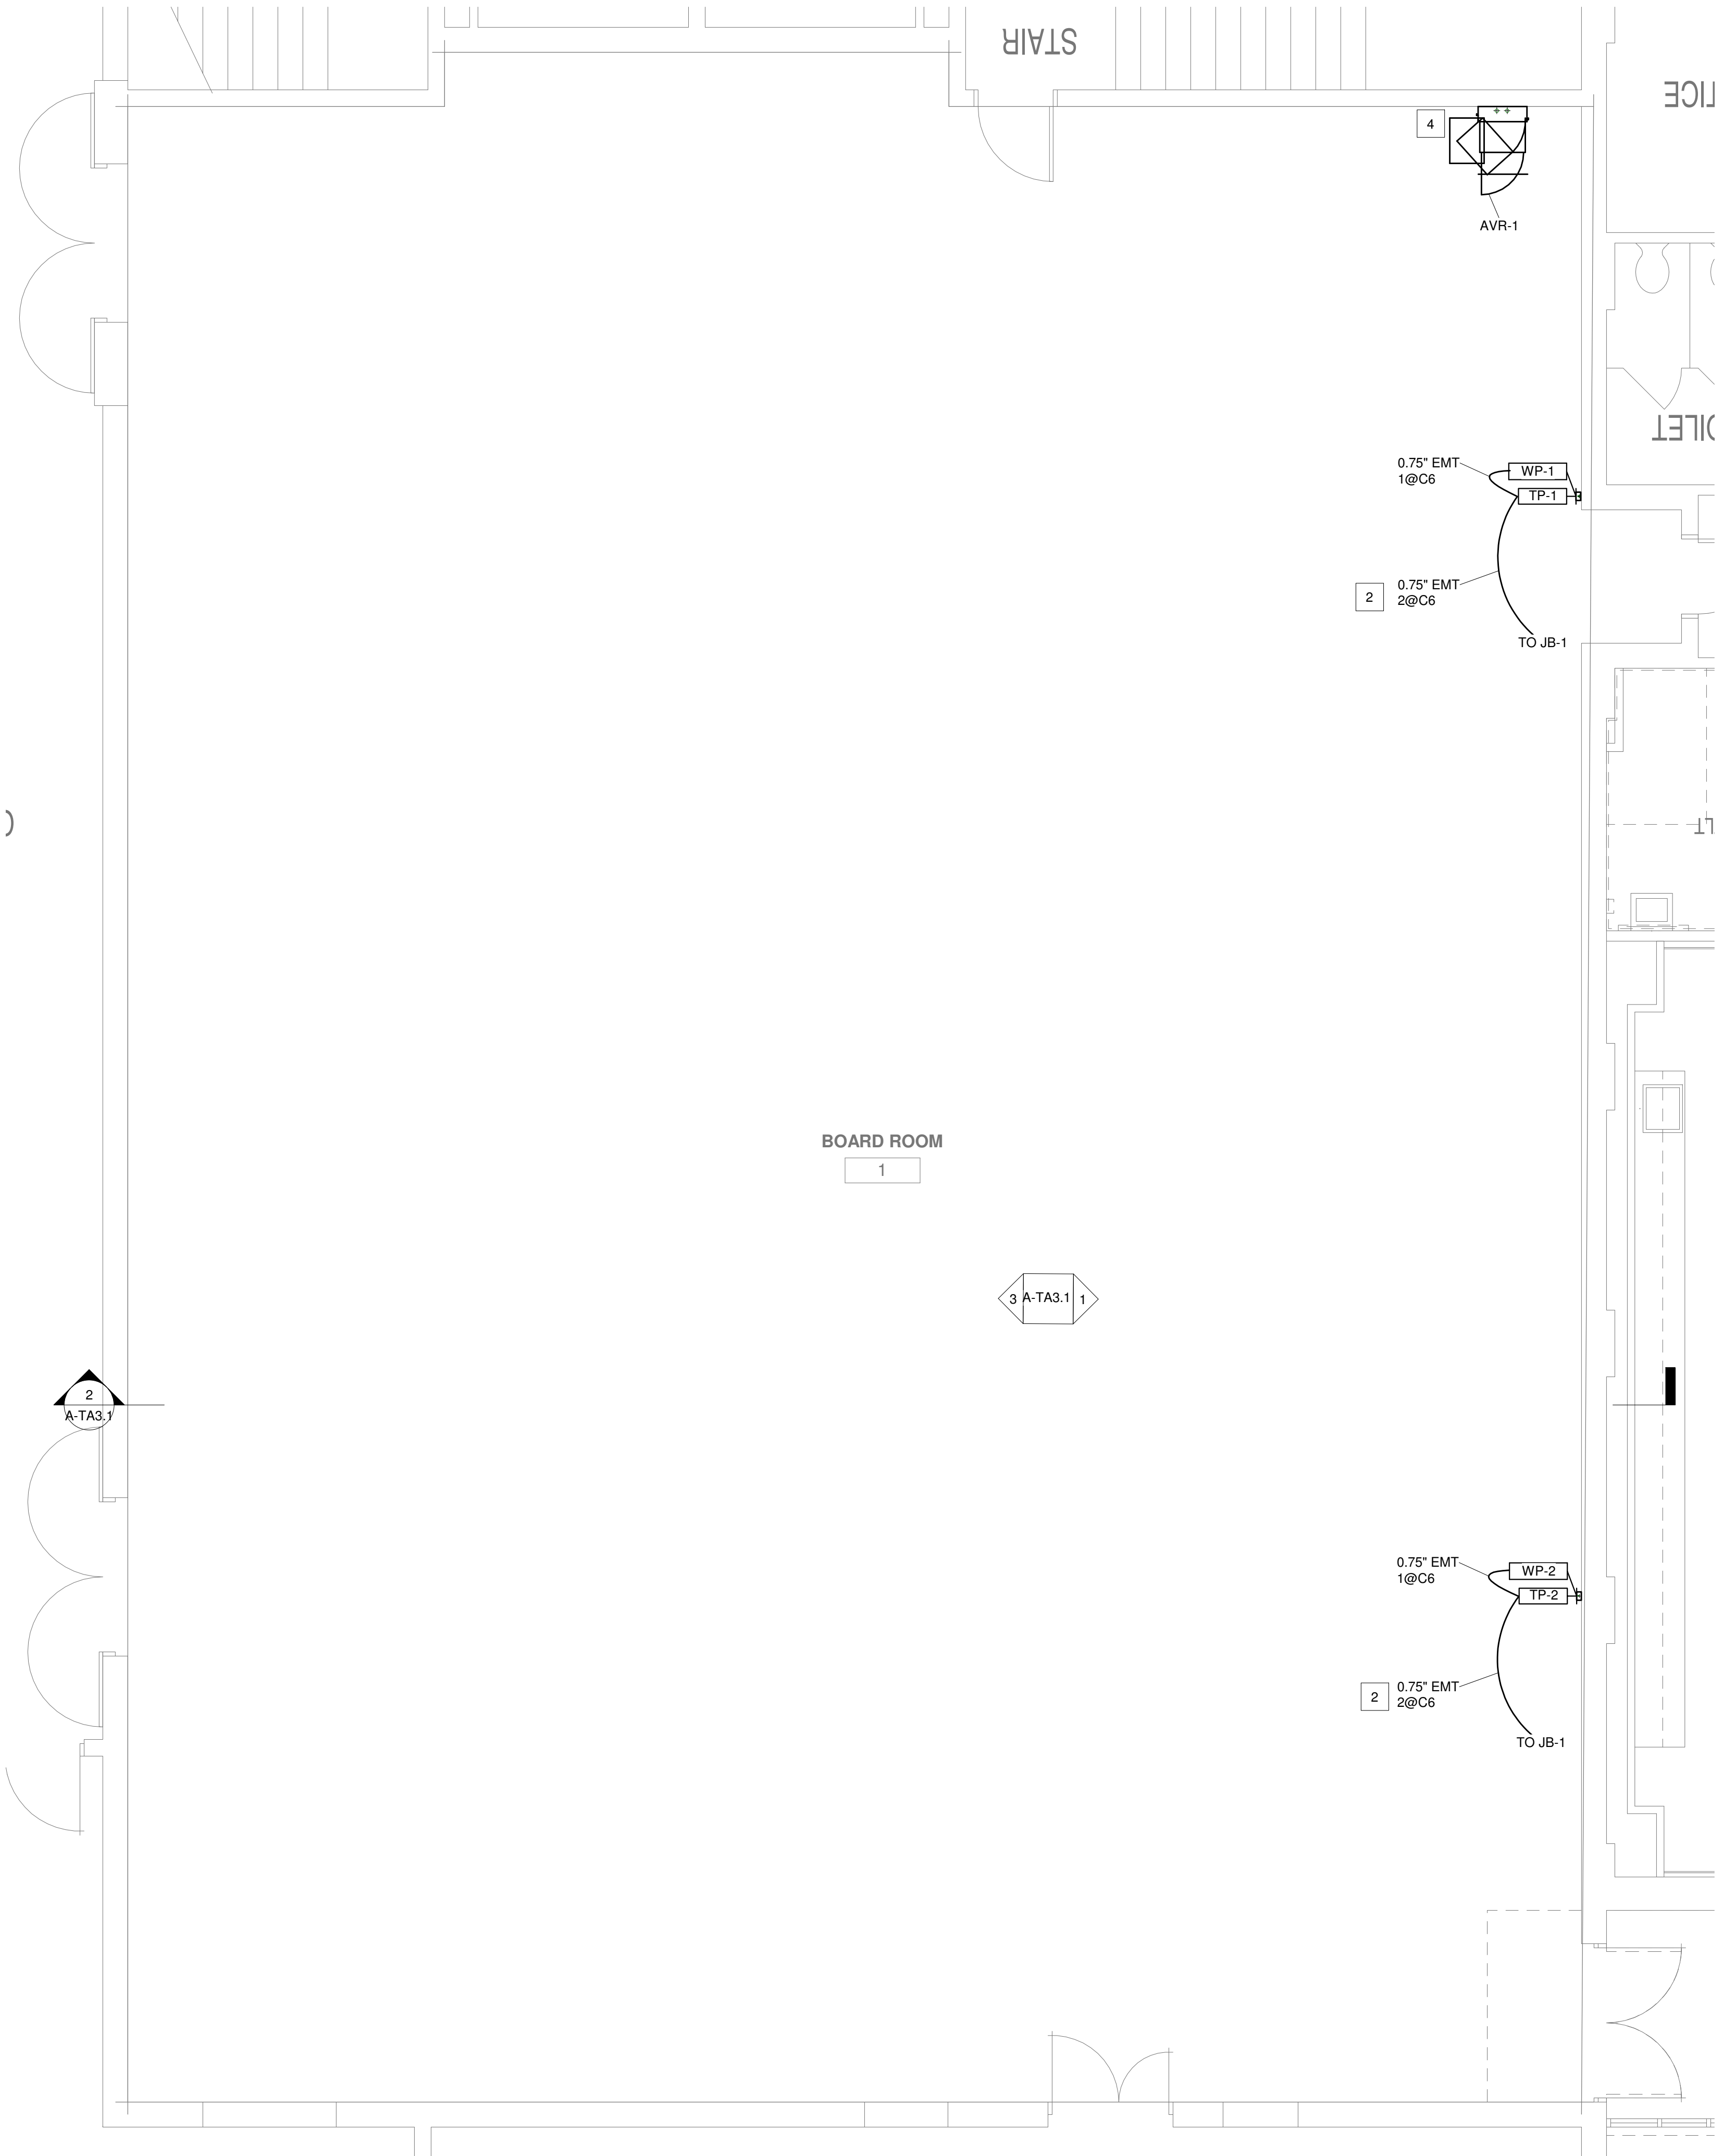 STAIR
4
AVR-1
0.75" EMT
1@C6
WP-1
TP-1
2
0.75" EMT
2@C6
TO JB-1
BOARD ROOM
1
3
A-TA3.1
1
2
A-TA3.1
0.75" EMT
1@C6
WP-2
TP-2
2
0.75" EMT
2@C6
TO JB-1